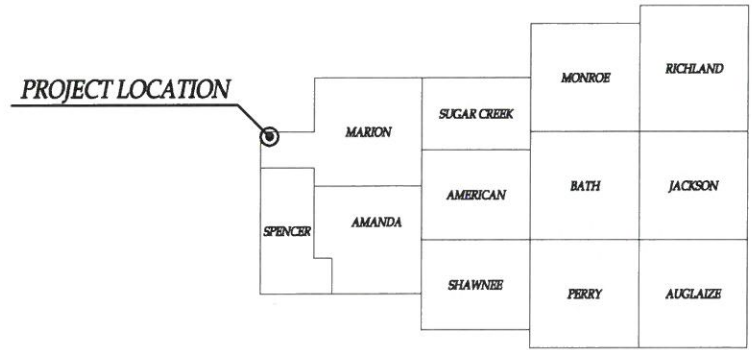 RICHLAND
MONROE
PROJECT LOCATION
SUGAR CREEK
MARION
AMERICAN
BATH
JACKSON
SPENCER
AMANDA
SHAWNEE
PERRY
AUGLAIZE